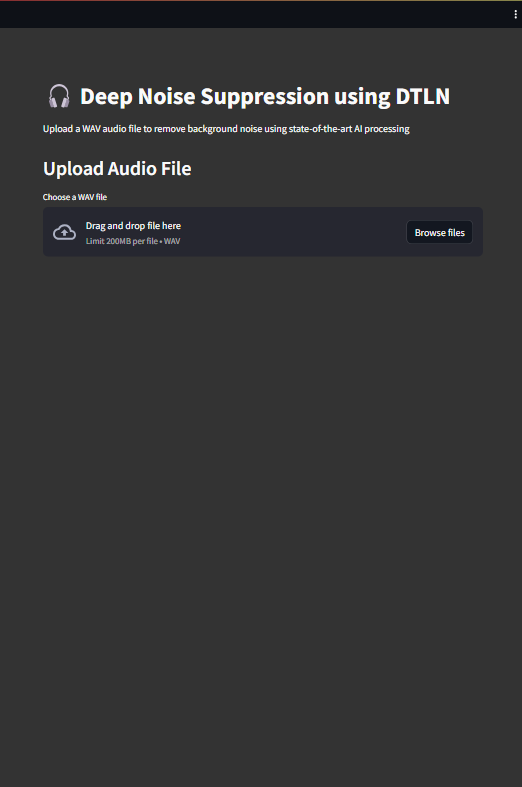 🎧 Deep Noise Suppression using DTLN
Upload a WAV audio file to remove background noise using state-of-the-art AI processing
Upload Audio File
Choose a WAV file
Drag and drop file here
Limit 200MB per file • WAV
Browse files